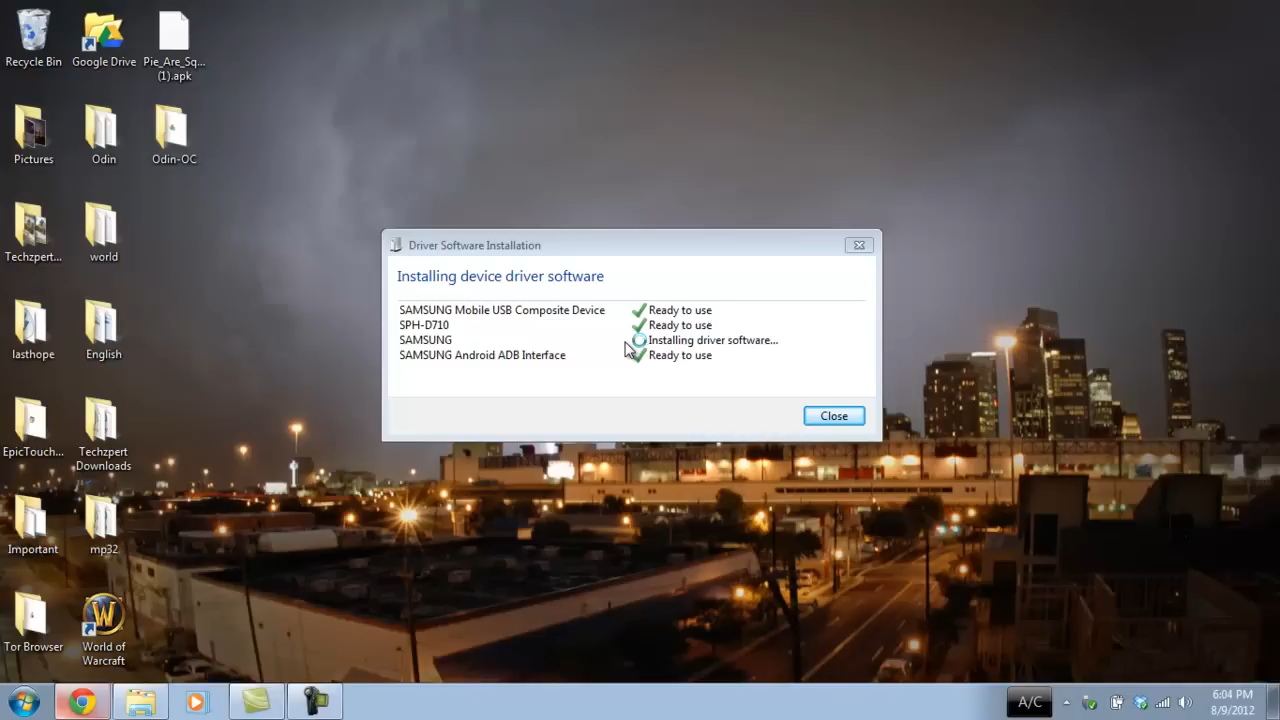 Recycle Bin
Google Drive
Pie_Are_Sq...
(1).apk
Pictures
Odin
Odin-OC
Techzpert...
world
lasthope
English
EpicTouch...
Techzpert
Downloads
Important
mp32
Tor Browser
World of
Warcraft
Driver Software Installation
Installing device driver software
SAMSUNG Mobile USB Composite Device Ready to use
SPH-D710 Ready to use
SAMSUNG Installing driver software...
SAMSUNG Android ADB Interface Ready to use
Close
A/C
6:04 PM
8/9/2012